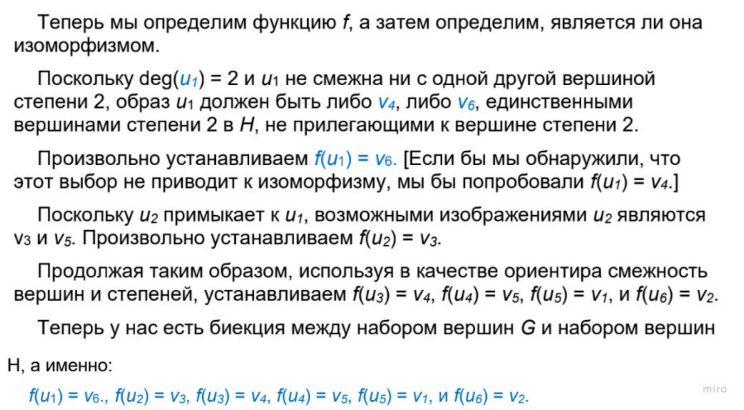 Теперь мы определим функцию f, а затем определим, является ли она
изоморфизмом.
Поскольку deg(u₁) = 2 и u₁ не смежна ни с одной другой вершиной
степени 2, образ u₁ должен быть либо v₄, либо v₆, единственными
вершинами степени 2 в H, не прилегающими к вершине степени 2.
Произвольно устанавливаем f(u₁) = v₆. [Если бы мы обнаружили, что
этот выбор не приводит к изоморфизму, мы бы попробовали f(u₁) = v₄.]
Поскольку u₂ примыкает к u₁, возможными изображениями u₂ являются
v₃ и v₅. Произвольно устанавливаем f(u₂) = v₃.
Продолжая таким образом, используя в качестве ориентира смежность
вершин и степеней, устанавливаем f(u₃) = v₄, f(u₄) = v₅, f(u₅) = v₁, и f(u₆) = v₂.
Теперь у нас есть биекция между набором вершин G и набором вершин
H, а именно:
f(u₁) = v₆., f(u₂) = v₃, f(u₃) = v₄, f(u₄) = v₅, f(u₅) = v₁, и f(u₆) = v₂.
miro